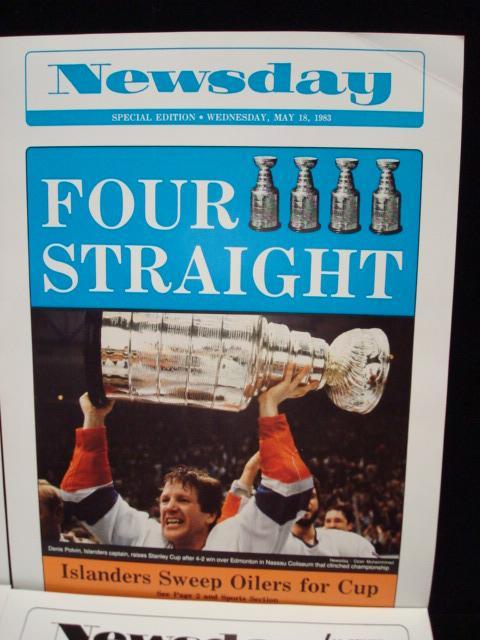 Newsday
SPECIAL EDITION • WEDNESDAY, MAY 18, 1983
FOUR
STRAIGHT
Denis Potvin, Islanders captain, raises Stanley Cup after 4-2 win over Edmonton in Nassau Coliseum that clinched championship
Islanders Sweep Oilers for Cup
See Page 2 and Sports Section
Newsday